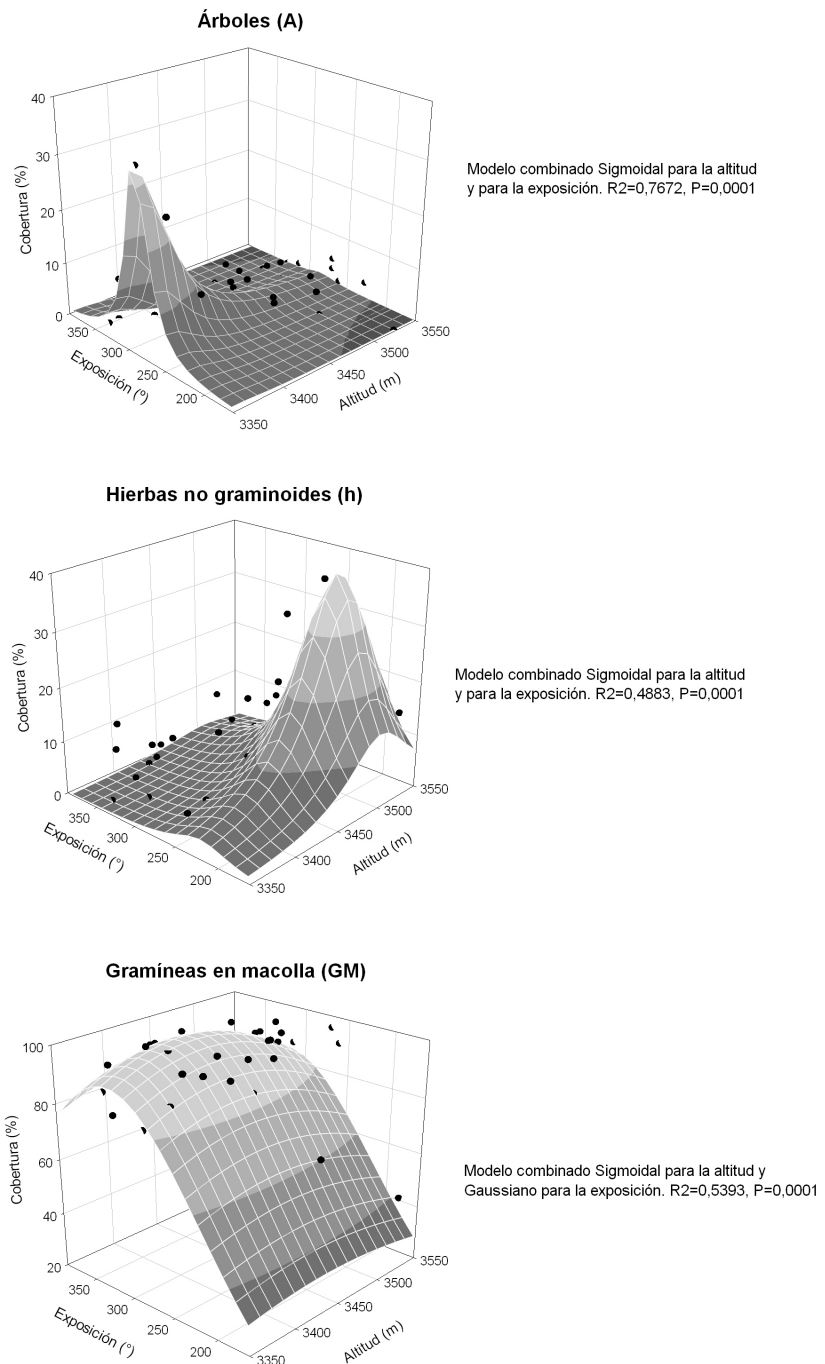 Árboles (A)
40
30
20
10
0
Cobertura (%)
350
300
250
200
Exposición (º)
3350
3400
3450
3500
3550
Altitud (m)
Modelo combinado Sigmoidal para la altitud
y para la exposición. R2=0,7672, P=0,0001
Hierbas no graminoides (h)
40
30
20
10
0
Cobertura (%)
350
300
250
200
Exposición (°)
3350
3400
3450
3500
3550
Altitud (m)
Modelo combinado Sigmoidal para la altitud
y para la exposición. R2=0,4883, P=0,0001
Gramíneas en macolla (GM)
100
80
60
40
20
Cobertura (%)
350
300
250
200
Exposición (°)
3350
3400
3450
3500
3550
Altitud (m)
Modelo combinado Sigmoidal para la altitud y
Gaussiano para la exposición. R2=0,5393, P=0,0001